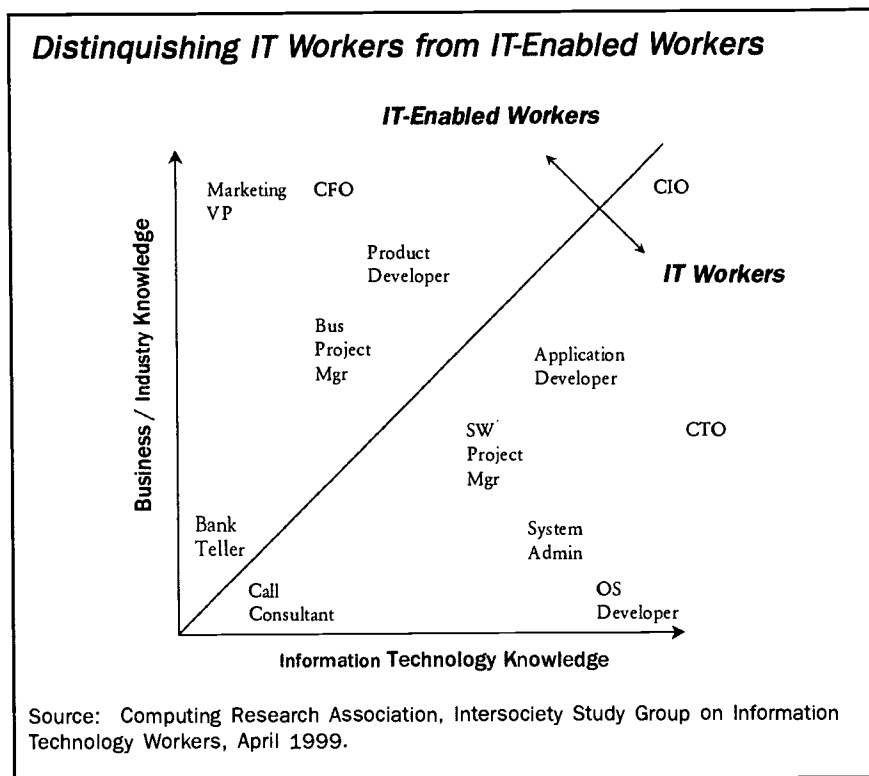 Distinquishing IT Workers from IT-Enabled Workers
IT-Enabled Workers
Marketing
VP
CFO
CIO
Product
Developer
IT Workers
Bus
Project
Mgr
Application
Developer
SW
Project
Mgr
CTO
Bank
Teller
System
Admin
Call
Consultant
OS
Developer
Business / Industry Knowledge
Information Technology Knowledge
Source: Computing Research Association, Intersociety Study Group on Information
Technology Workers, April 1999.